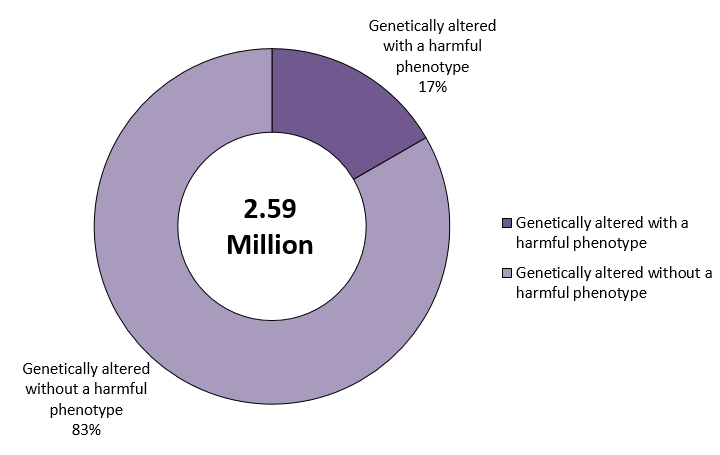 Genetically altered
with a harmful
phenotype
17%
2.59
Million
Genetically altered with a
harmful phenotype
Genetically altered without a
harmful phenotype
Genetically altered
without a harmful
phenotype
83%